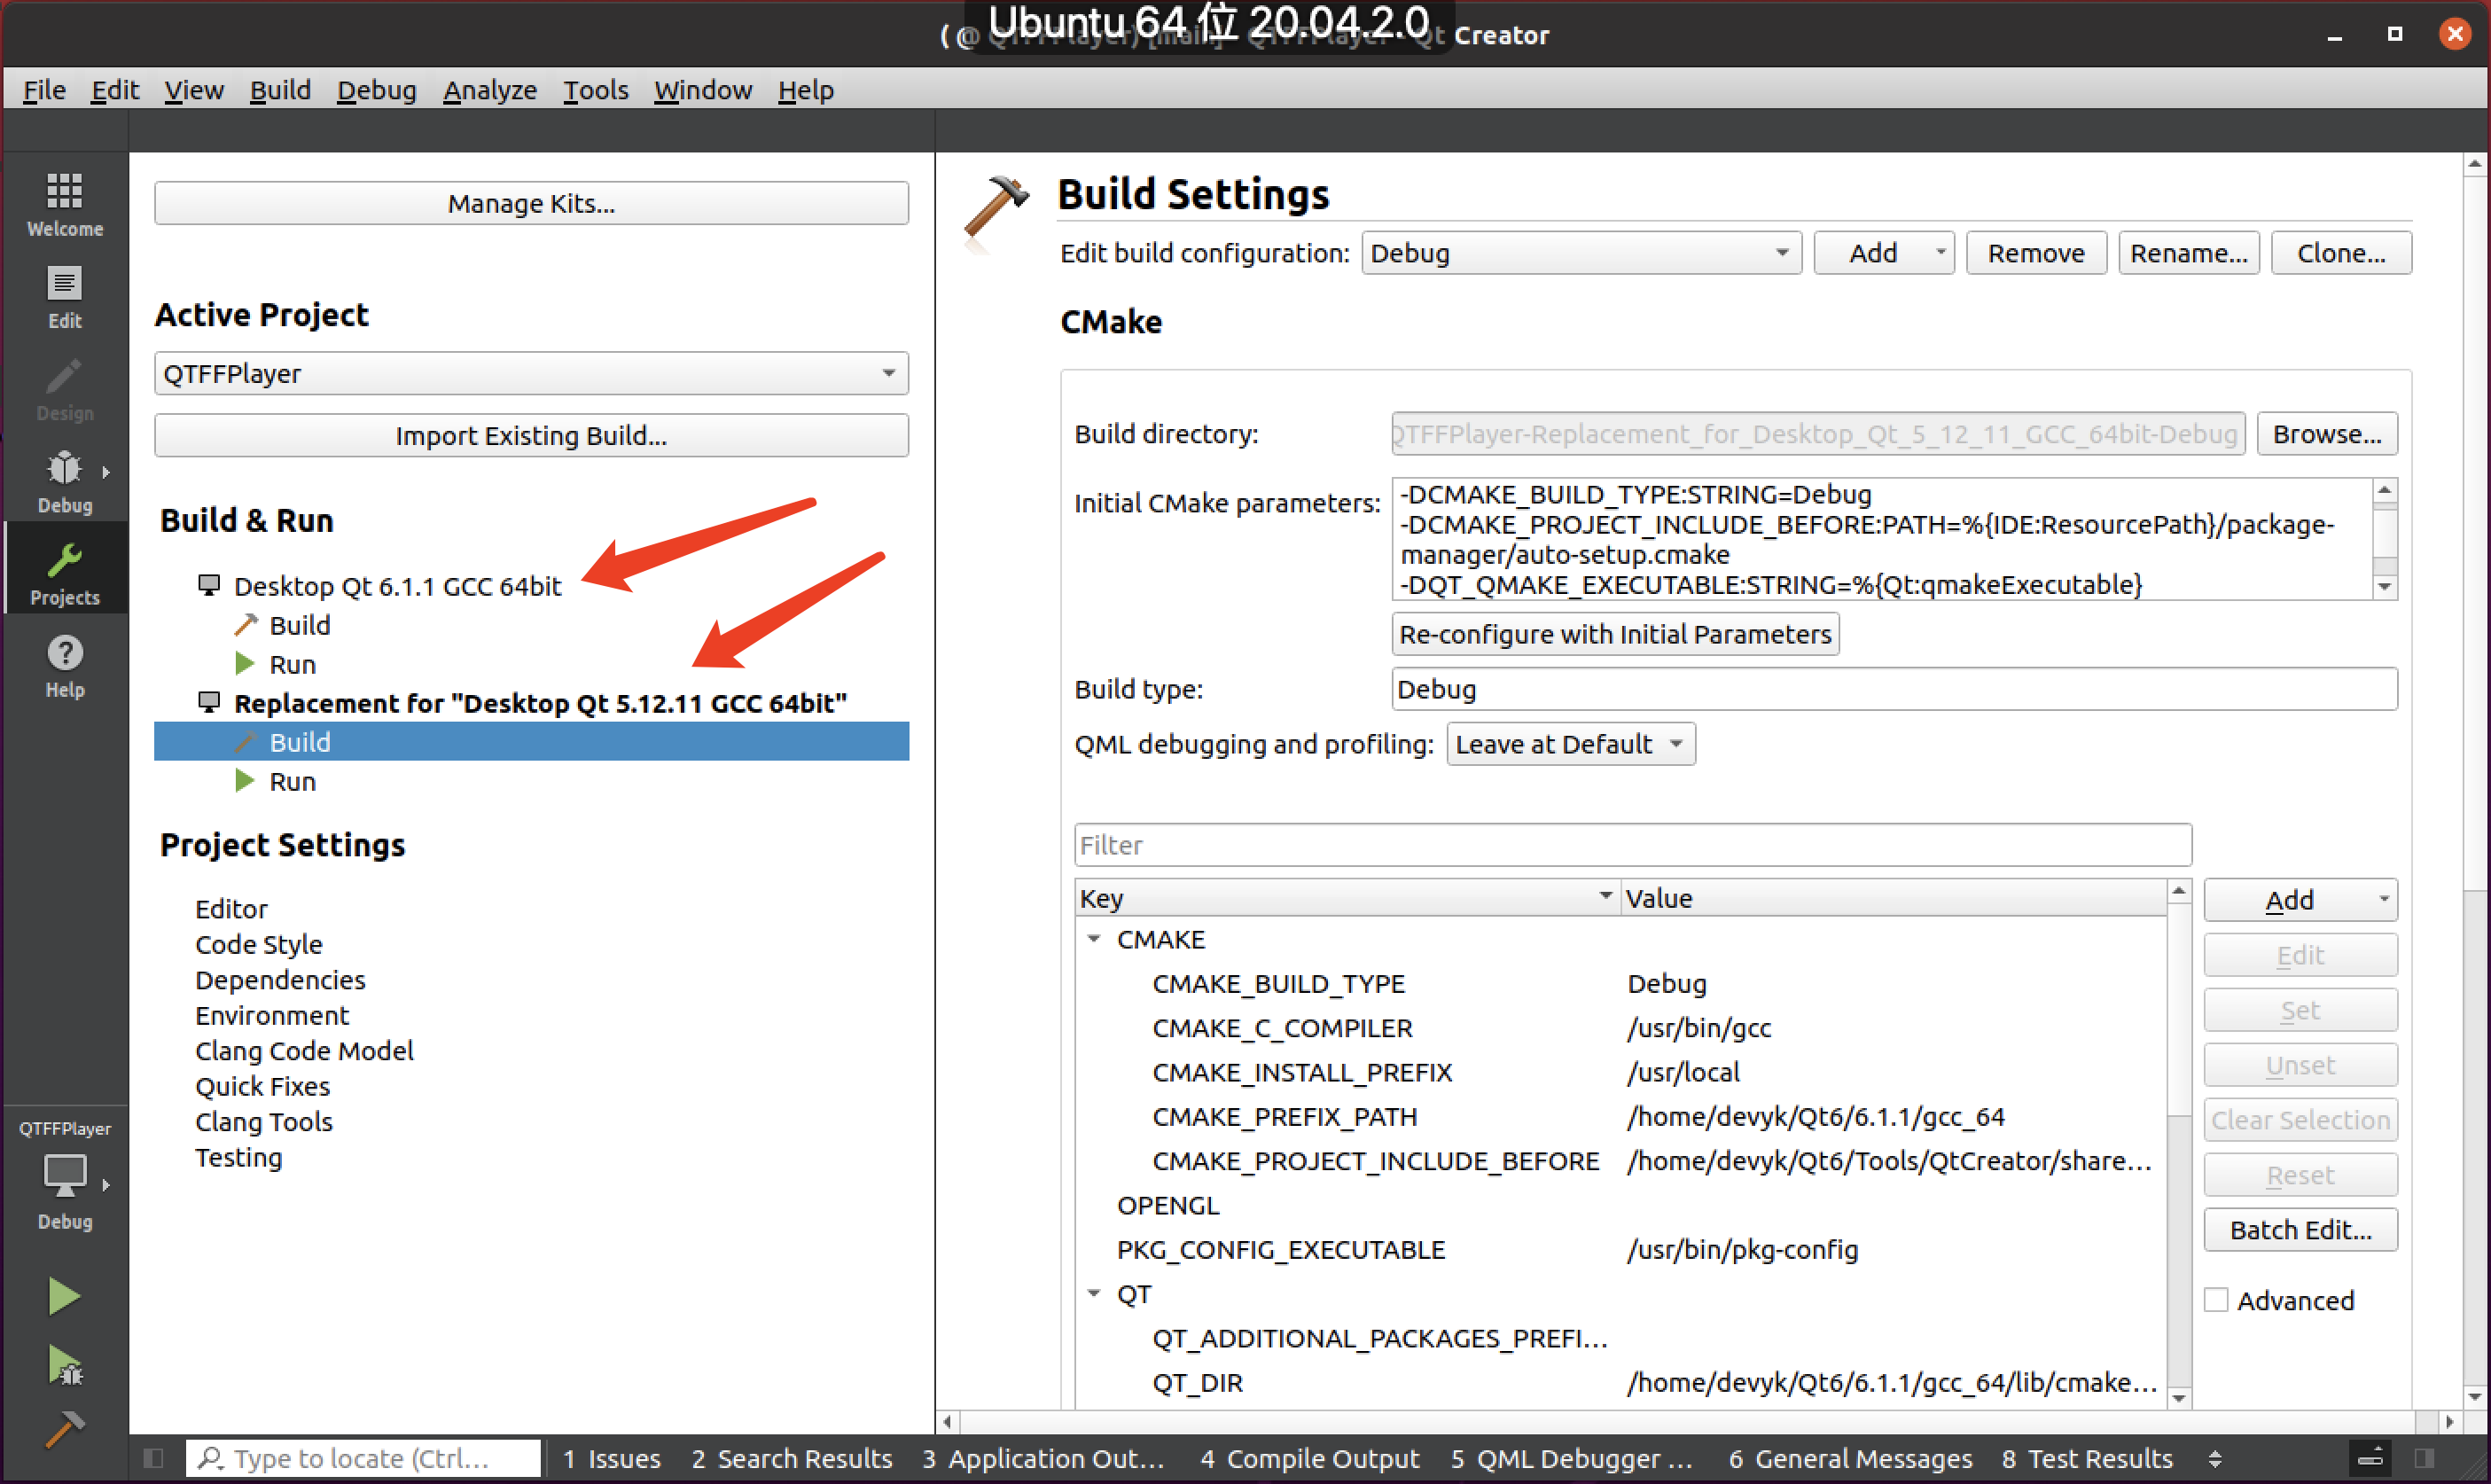 Ubuntu 64 位 20.04.2.0
( @ QTFFPlayer) [main] - QTFFPlayer - Qt Creator
File Edit View Build Debug Analyze Tools Window Help
Welcome
Edit
Design
Debug
Projects
Help
QTFFPlayer
Debug
Manage Kits...
Active Project
QTFFPlayer
Import Existing Build...
Build & Run
Desktop Qt 6.1.1 GCC 64bit
Build
Run
Replacement for "Desktop Qt 5.12.11 GCC 64bit"
Build
Run
Project Settings
Editor
Code Style
Dependencies
Environment
Clang Code Model
Quick Fixes
Clang Tools
Testing
Build Settings
Edit build configuration: Debug Add Remove Rename... Clone...
CMake
Build directory: QTFFPlayer-Replacement_for_Desktop_Qt_5_12_11_GCC_64bit-Debug Browse...
Initial CMake parameters: -DCMAKE_BUILD_TYPE:STRING=Debug
-DCMAKE_PROJECT_INCLUDE_BEFORE:PATH=%{IDE:ResourcePath}/package-
manager/auto-setup.cmake
-DQT_QMAKE_EXECUTABLE:STRING=%{Qt:qmakeExecutable}
Re-configure with Initial Parameters
Build type: Debug
QML debugging and profiling: Leave at Default
Filter
Key Value
CMAKE
CMAKE_BUILD_TYPE Debug
CMAKE_C_COMPILER /usr/bin/gcc
CMAKE_INSTALL_PREFIX /usr/local
CMAKE_PREFIX_PATH /home/devyk/Qt6/6.1.1/gcc_64
CMAKE_PROJECT_INCLUDE_BEFORE /home/devyk/Qt6/Tools/QtCreator/share...
OPENGL
PKG_CONFIG_EXECUTABLE /usr/bin/pkg-config
QT
QT_ADDITIONAL_PACKAGES_PREFI...
QT_DIR /home/devyk/Qt6/6.1.1/gcc_64/lib/cmake...
Add
Edit
Set
Unset
Clear Selection
Reset
Batch Edit...
Advanced
Type to locate (Ctrl... 1 Issues 2 Search Results 3 Application Out... 4 Compile Output 5 QML Debugger ... 6 General Messages 8 Test Results